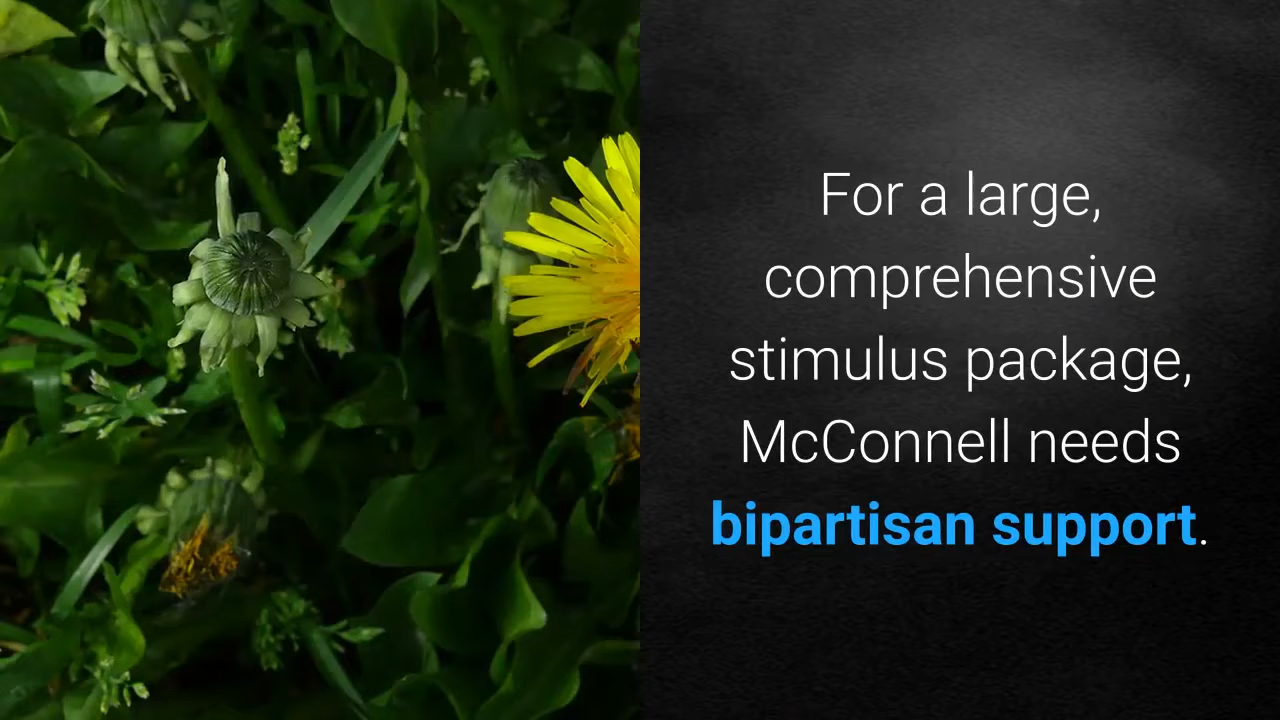 For a large,
comprehensive
stimulus package,
McConnell needs
bipartisan support.